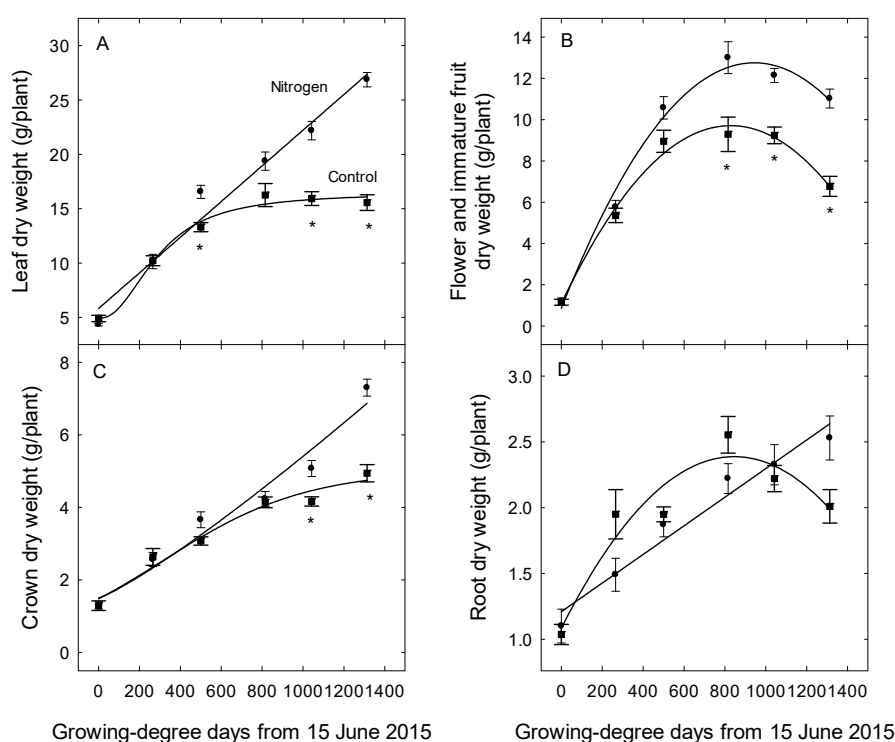 A
Leaf dry weight (g/plant)
30
25
20
15
10
5
Nitrogen
Control
*
*
*
B
Flower and immature fruit
dry weight (g/plant)
14
12
10
8
6
4
2
0
*
*
*
C
Crown dry weight (g/plant)
8
6
4
2
0
*
*
0 200 400 600 800 1000 1200 1400
Growing-degree days from 15 June 2015
D
Root dry weight (g/plant)
3.0
2.5
2.0
1.5
1.0
0 200 400 600 800 1000 1200 1400
Growing-degree days from 15 June 2015